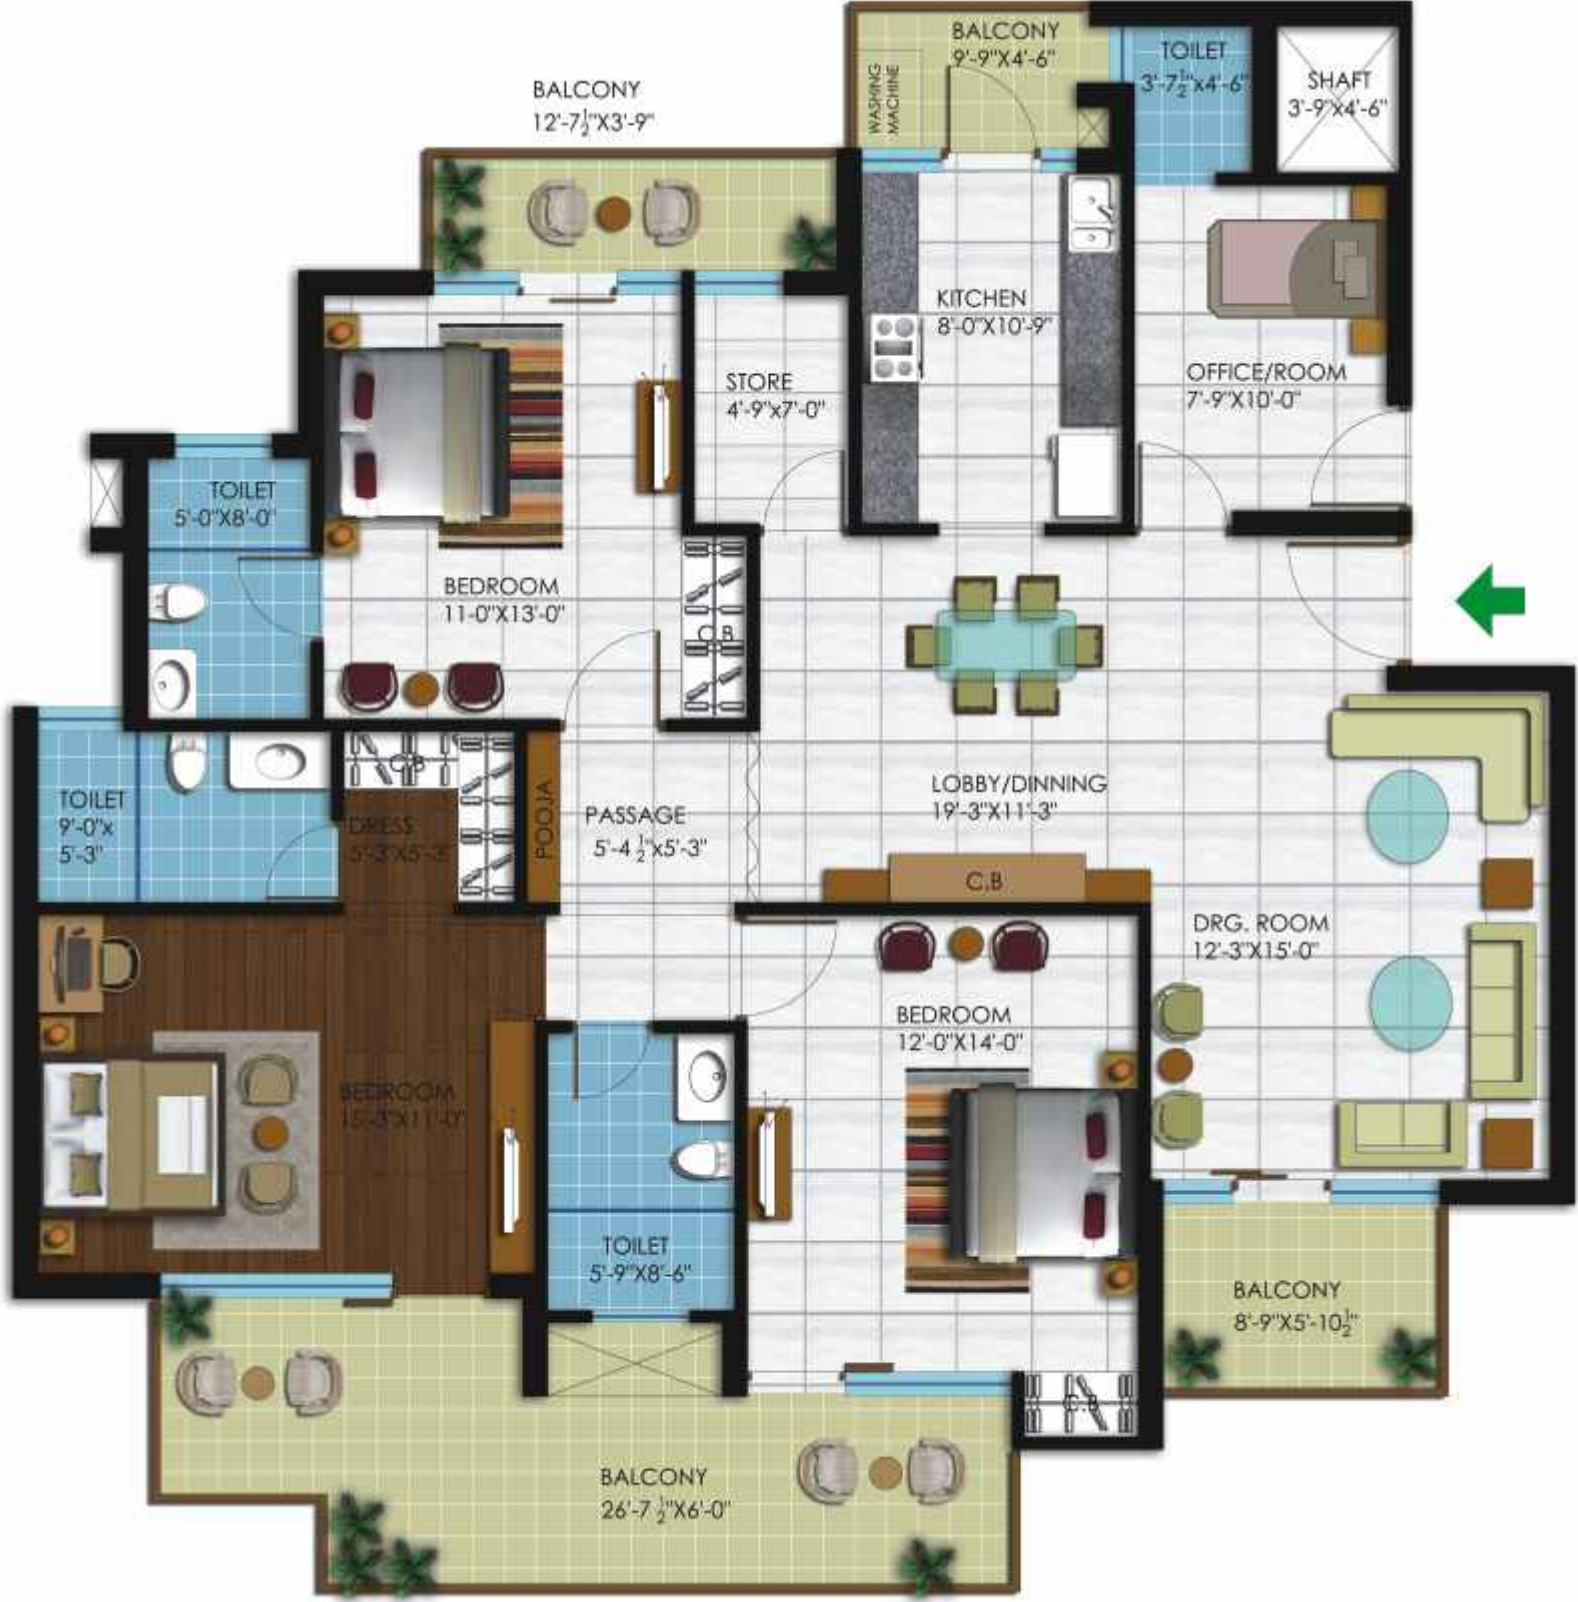 BALCONY
9'-9"X4'-6"
WASHING
MACHINE
TOILET
3'-7½"x4'-6"
SHAFT
3'-9"x4'-6"
BALCONY
12'-7½"X3'-9"
KITCHEN
8'-0"X10'-9"
STORE
4'-9"x7'-0"
OFFICE/ROOM
7'-9"X10'-0"
TOILET
5'-0"X8'-0"
BEDROOM
11-0"X13'-0"
C.B
LOBBY/DINNING
19'-3"X11'-3"
TOILET
9'-0"x
5'-3"
C.B
DRESS
5'-3"X5'-3"
POOJA
PASSAGE
5'-4 ½"x5'-3"
C.B
DRG. ROOM
12'-3"X15'-0"
BEDROOM
12'-0"X14'-0"
BEDROOM
15'-3"X11'-0"
TOILET
5'-9"X8'-6"
BALCONY
8'-9"X5'-10½"
C.B
BALCONY
26'-7 ½"X6'-0"